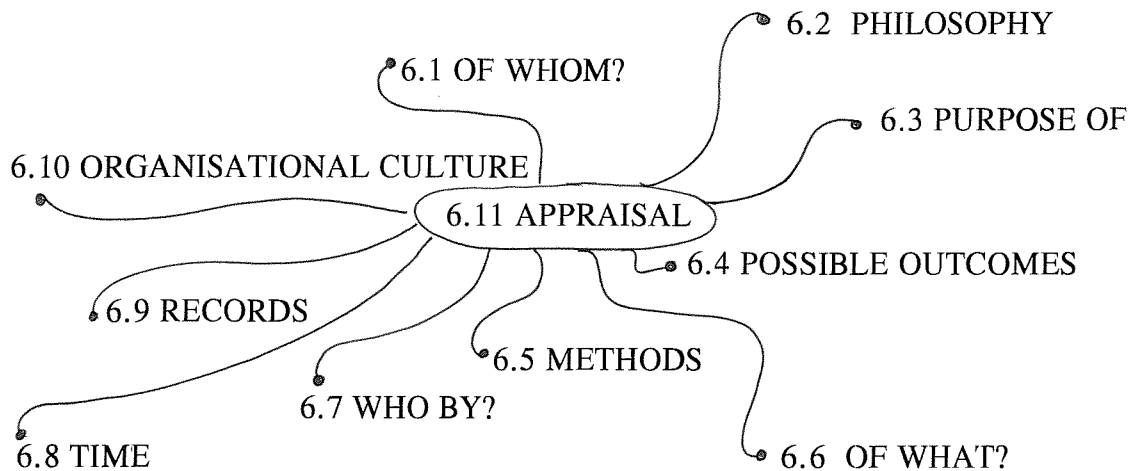 6.2 PHILOSOPHY
6.1 OF WHOM?
6.3 PURPOSE OF
6.10 ORGANISATIONAL CULTURE
6.11 APPRAISAL
6.4 POSSIBLE OUTCOMES
6.9 RECORDS
6.5 METHODS
6.7 WHO BY?
6.8 TIME
6.6 OF WHAT?